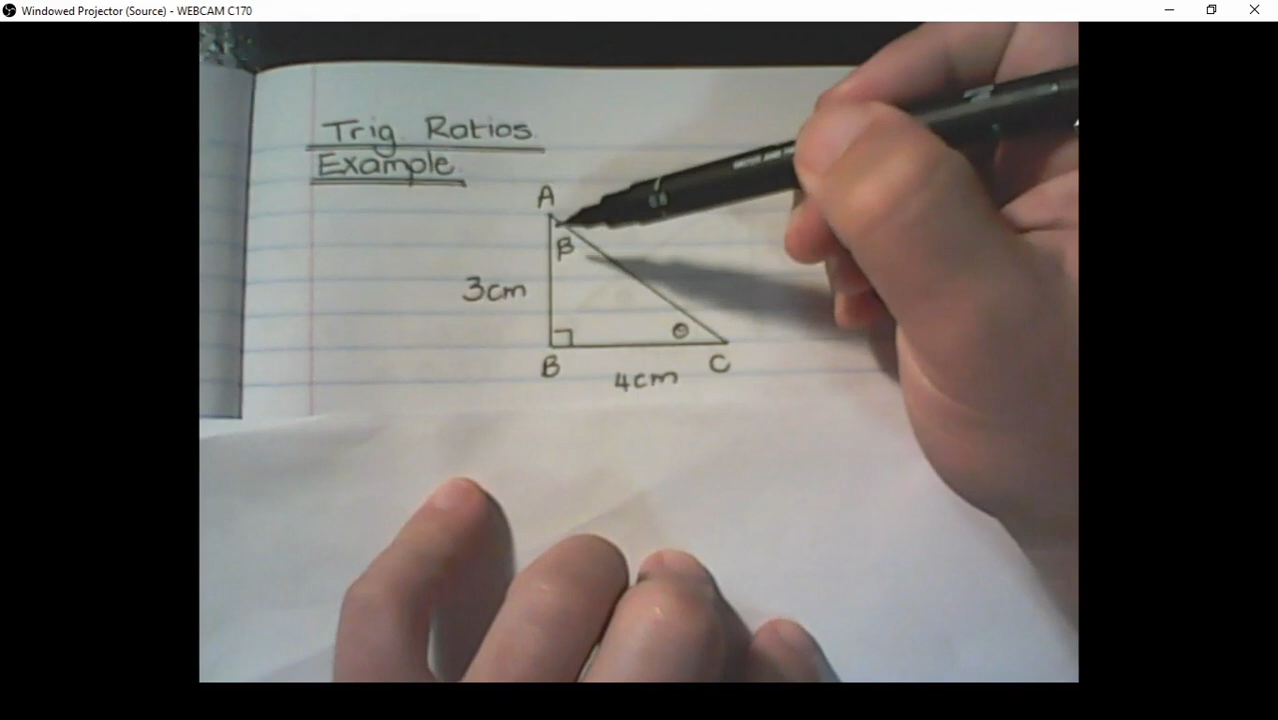 Windowed Projector (Source) - WEBCAM C170
Trig Ratios
Example
A
β
3cm
θ
B
C
4cm